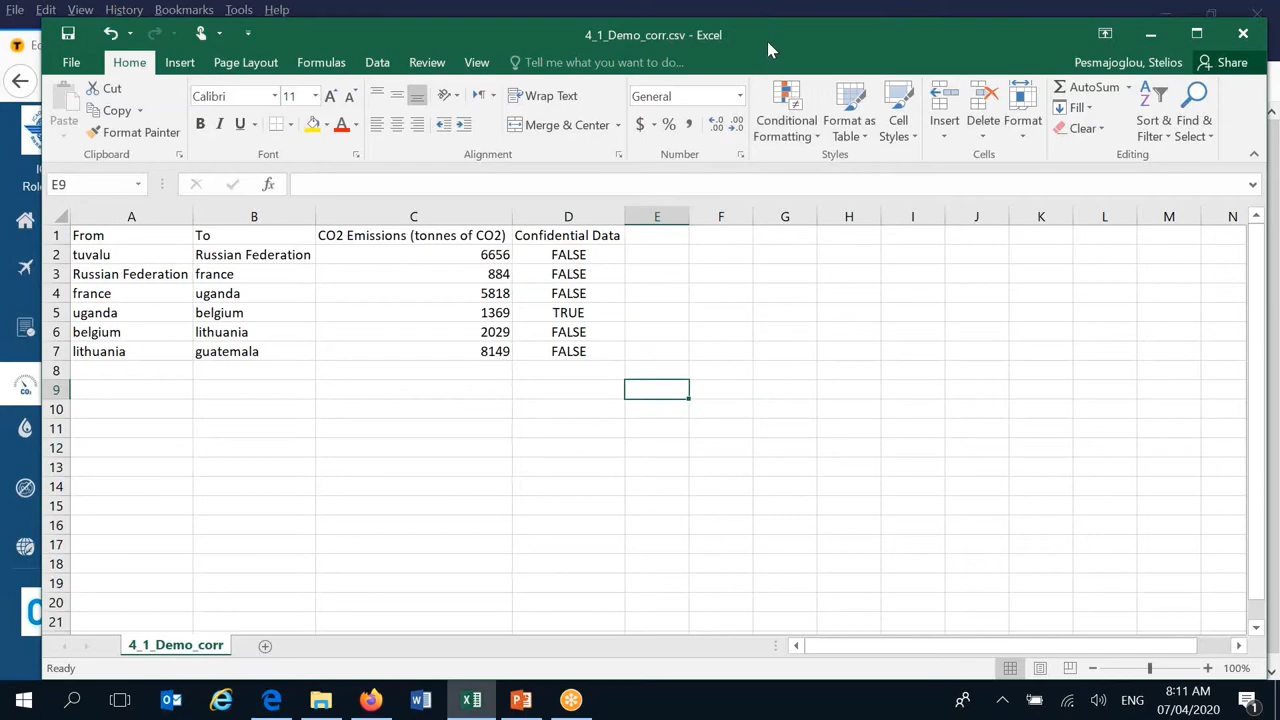 File Edit View History Bookmarks Tools Help
4_1_Demo_corr.csv - Excel
File Home Insert Page Layout Formulas Data Review View Tell me what you want to do... Pesmajoglou, Stelios Share
Paste
Cut
Copy
Format Painter
Clipboard
Calibri 11
B I U
Font
Wrap Text
Merge & Center
Alignment
General
$ % ,
Number
Conditional Formatting
Format as Table
Cell Styles
Styles
Insert Delete Format
Cells
AutoSum
Fill
Clear
Sort & Filter
Find & Select
Editing
E9 fx
A B C D E F G H I J K L M N
1 From To CO2 Emissions (tonnes of CO2) Confidential Data
2 tuvalu Russian Federation 6656 FALSE
3 Russian Federation france 884 FALSE
4 france uganda 5818 FALSE
5 uganda belgium 1369 TRUE
6 belgium lithuania 2029 FALSE
7 lithuania guatemala 8149 FALSE
8
9
10
11
12
13
14
15
16
17
18
19
20
21
4_1_Demo_corr
Ready 100%
ENG 8:11 AM
07/04/2020